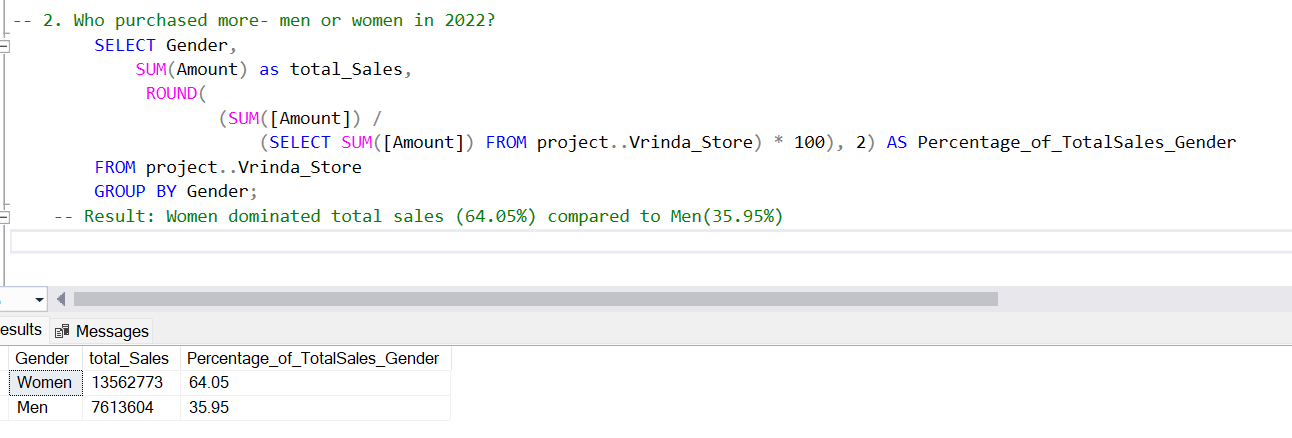 -- 2. Who purchased more- men or women in 2022?
SELECT Gender,
SUM(Amount) as total_Sales,
ROUND(
(SUM([Amount]) /
(SELECT SUM([Amount]) FROM project..Vrinda_Store) * 100), 2) AS Percentage_of_TotalSales_Gender
FROM project..Vrinda_Store
GROUP BY Gender;
-- Result: Women dominated total sales (64.05%) compared to Men(35.95%)
esults Messages
Gender total_Sales Percentage_of_TotalSales_Gender
Women 13562773 64.05
Men 7613604 35.95